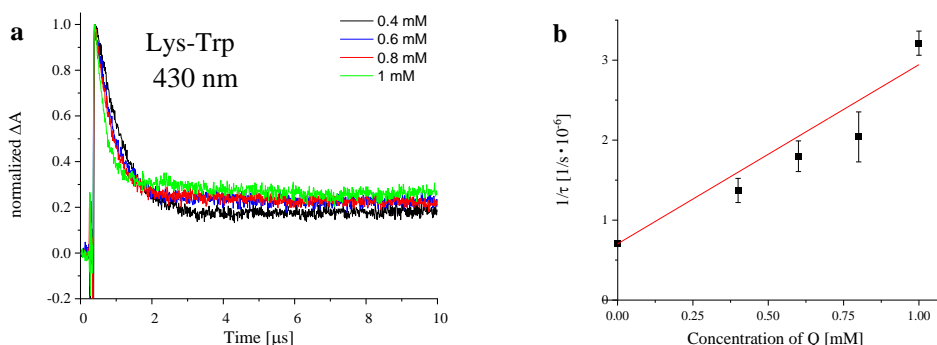 a
Lys-Trp
430 nm
0.4 mM
0.6 mM
0.8 mM
1 mM
normalized ΔA
1.0
0.8
0.6
0.4
0.2
0.0
-0.2
0 2 4 6 8 10
Time [μs]
b
1/τ [1/s·10⁻⁶]
3
2
1
0
0.00 0.25 0.50 0.75 1.00
Concentration of Q [mM]